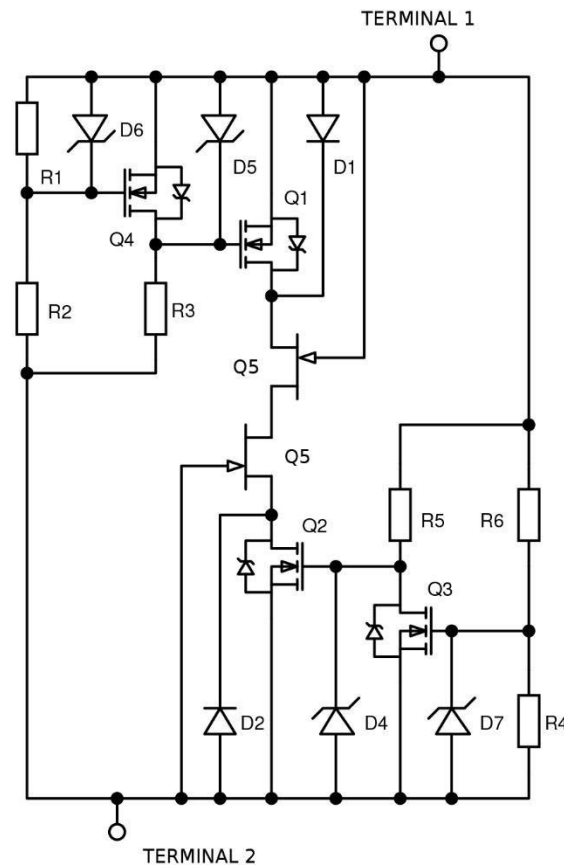 TERMINAL 1
D6
D5
D1
R1
Q1
Q4
R2
R3
Q5
Q5
R5
R6
Q2
Q3
D2
D4
D7
R4
TERMINAL 2